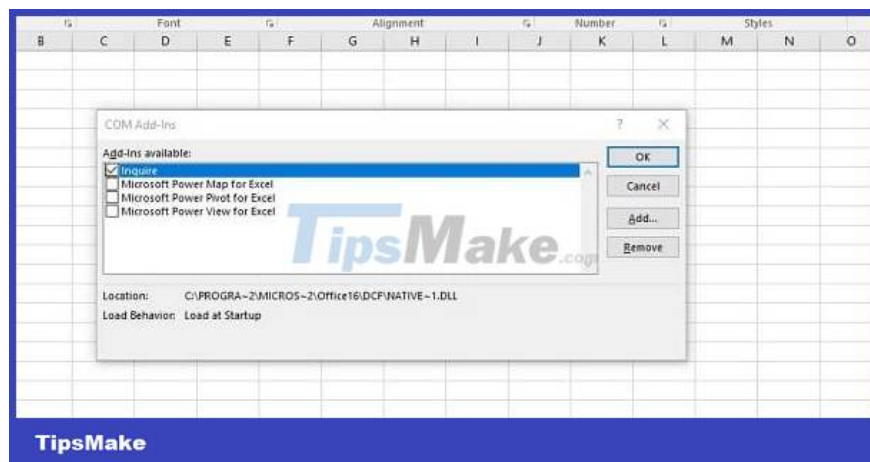 Font Alignment Number Styles
B C D E F G H I J K L M N O
COM Add-Ins ?
Add-Ins available:
Inquire
Microsoft Power Map for Excel
Microsoft Power Pivot for Excel
Microsoft Power View for Excel
OK
Cancel
Add...
Remove
TipsMake.com
Location: C:\PROGRA~2\MICROS~2\Office16\DCF\NATIVE~1.DLL
Load Behavior: Load at Startup
TipsMake